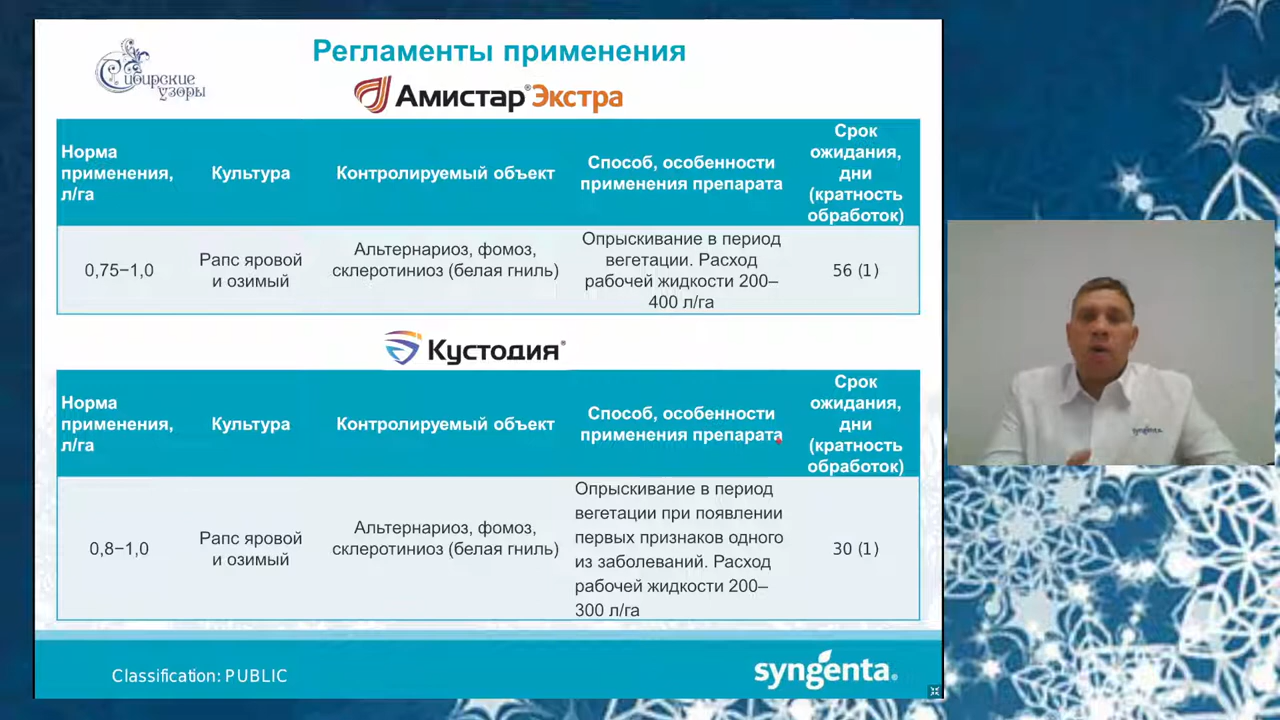 Регламенты применения
Сибирские
узоры
Амистар® Экстра
Норма
применения,
л/га
Культура
Контролируемый объект
Способ, особенности
применения препарата
Срок
ожидания,
дни
(кратность
обработок)
0,75–1,0
Рапс яровой
и озимый
Альтернариоз, фомоз,
склеротиниоз (белая гниль)
Опрыскивание в период
вегетации. Расход
рабочей жидкости 200–
400 л/га
56 (1)
Кустодия®
Норма
применения,
л/га
Культура
Контролируемый объект
Способ, особенности
применения препарата
Срок
ожидания,
дни
(кратность
обработок)
0,8–1,0
Рапс яровой
и озимый
Альтернариоз, фомоз,
склеротиниоз (белая гниль)
Опрыскивание в период
вегетации при появлении
первых признаков одного
из заболеваний. Расход
рабочей жидкости 200–
300 л/га
30 (1)
Classification: PUBLIC
syngenta®
syngenta